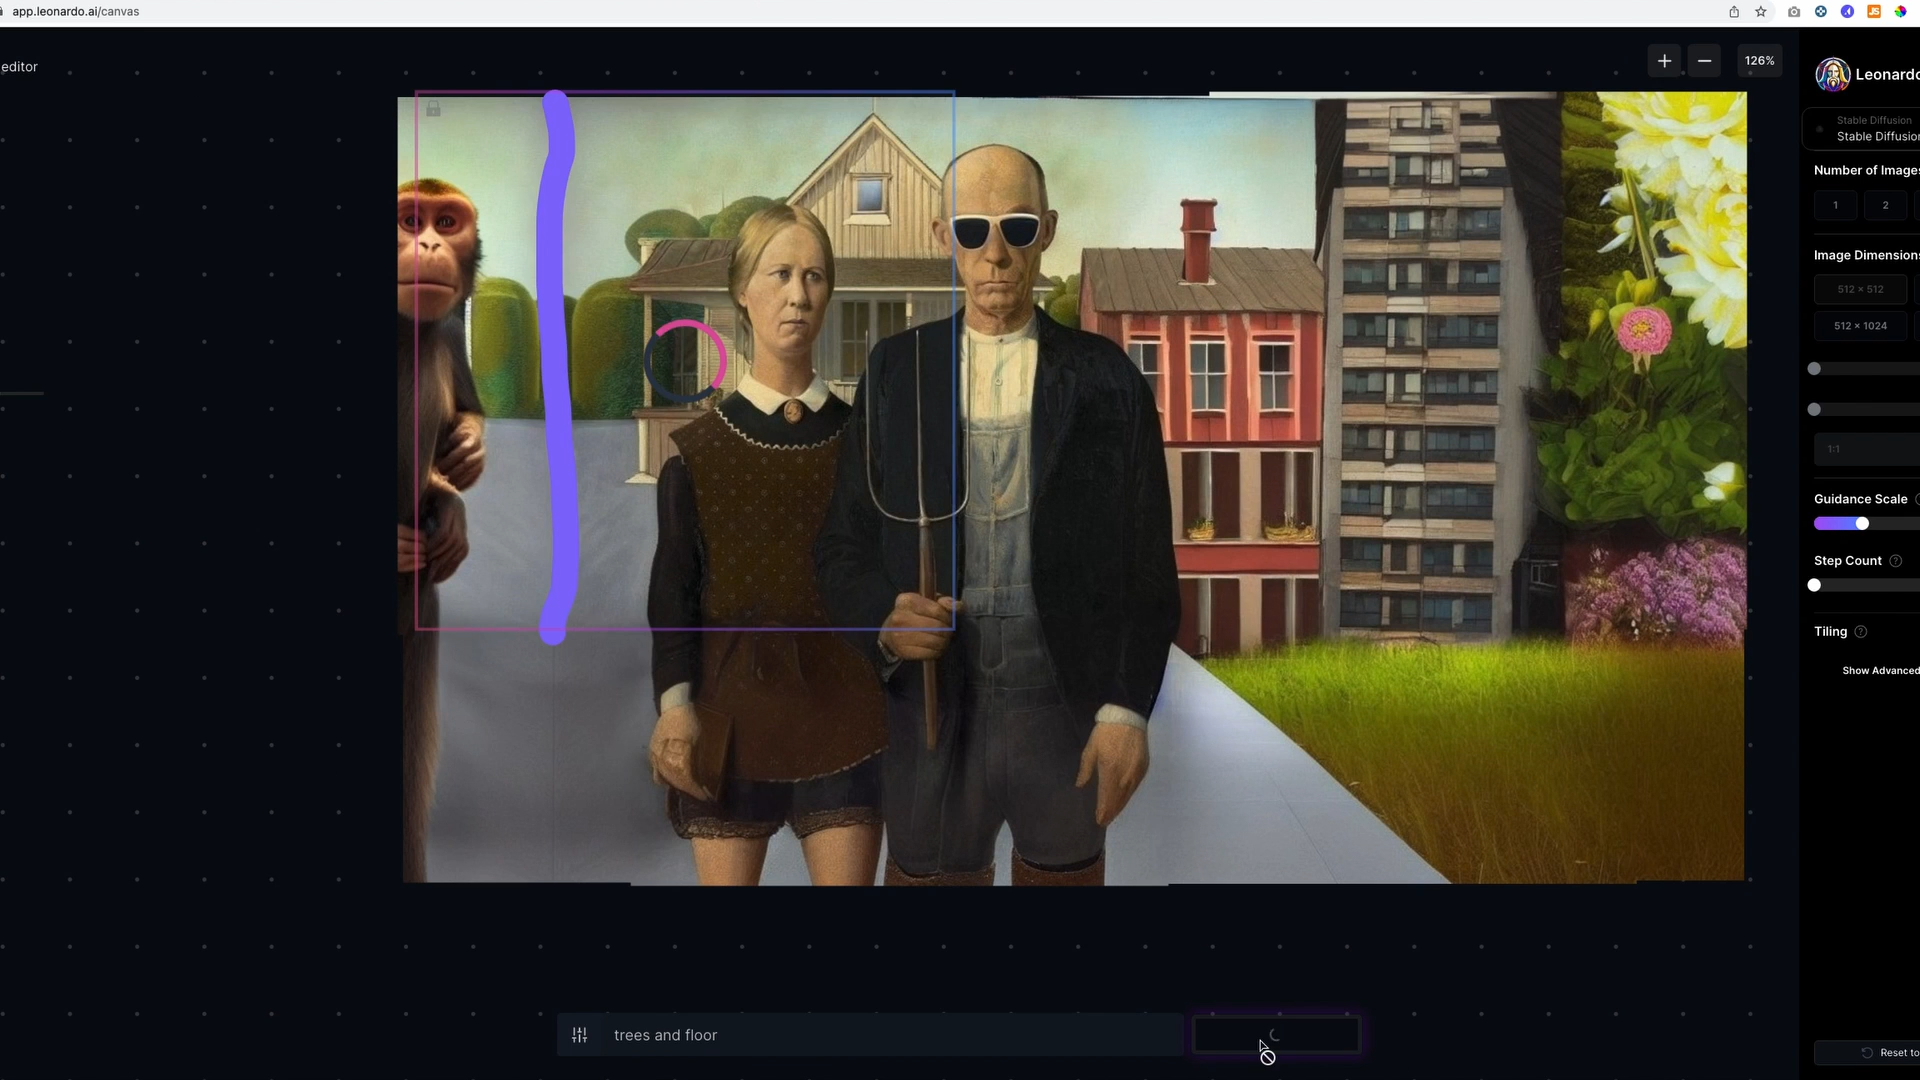 app.leonardo.ai/canvas
editor
126%
Leonardo
Stable Diffusion
Stable Diffusion
Number of Images
1
2
Image Dimensions
512 × 512
512 × 1024
1:1
Guidance Scale
Step Count
Tiling
Show Advanced
trees and floor
Reset to